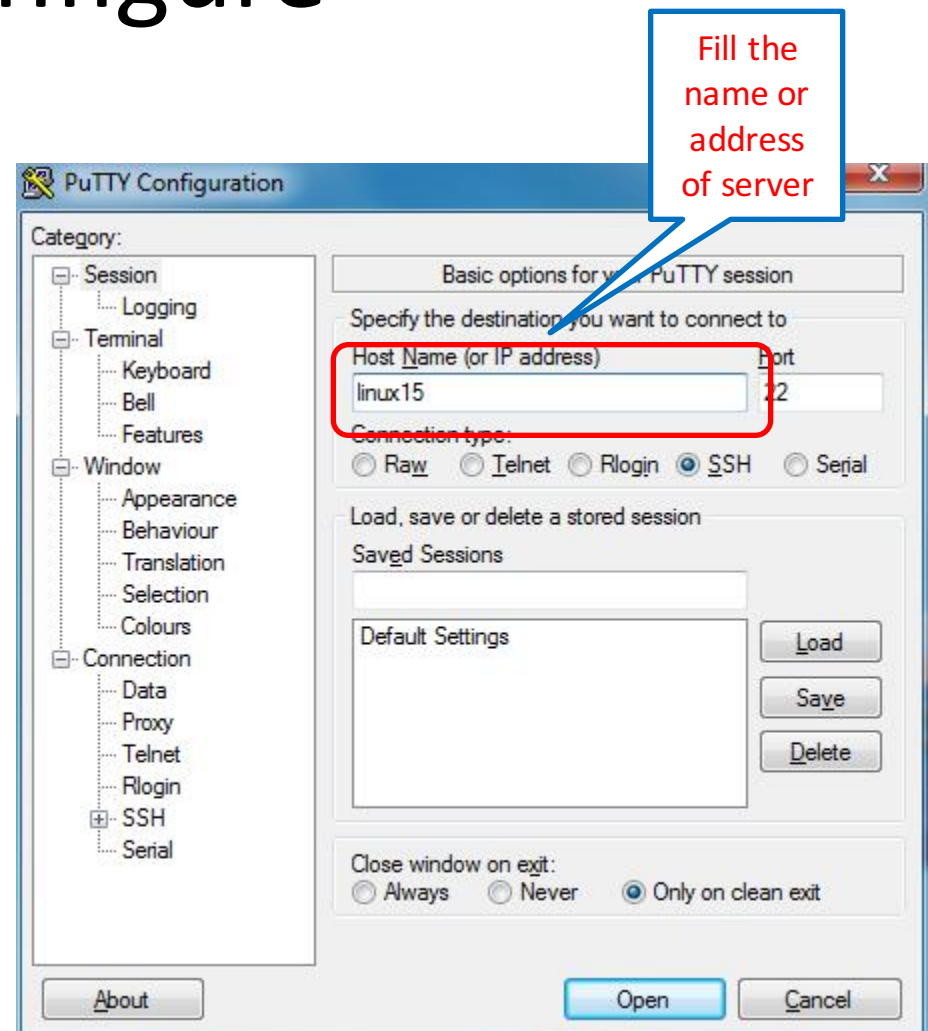 Fill the
name or
address
of server
PuTTY Configuration
Category:
Session
Logging
Terminal
Keyboard
Bell
Features
Window
Appearance
Behaviour
Translation
Selection
Colours
Connection
Data
Proxy
Telnet
Rlogin
SSH
Serial
Basic options for your PuTTY session
Specify the destination you want to connect to
Host Name (or IP address) Port
linux15 22
Connection type:
Raw Telnet Rlogin SSH Serial
Load, save or delete a stored session
Saved Sessions
Default Settings
Load
Save
Delete
Close window on exit:
Always Never Only on clean exit
About Open Cancel